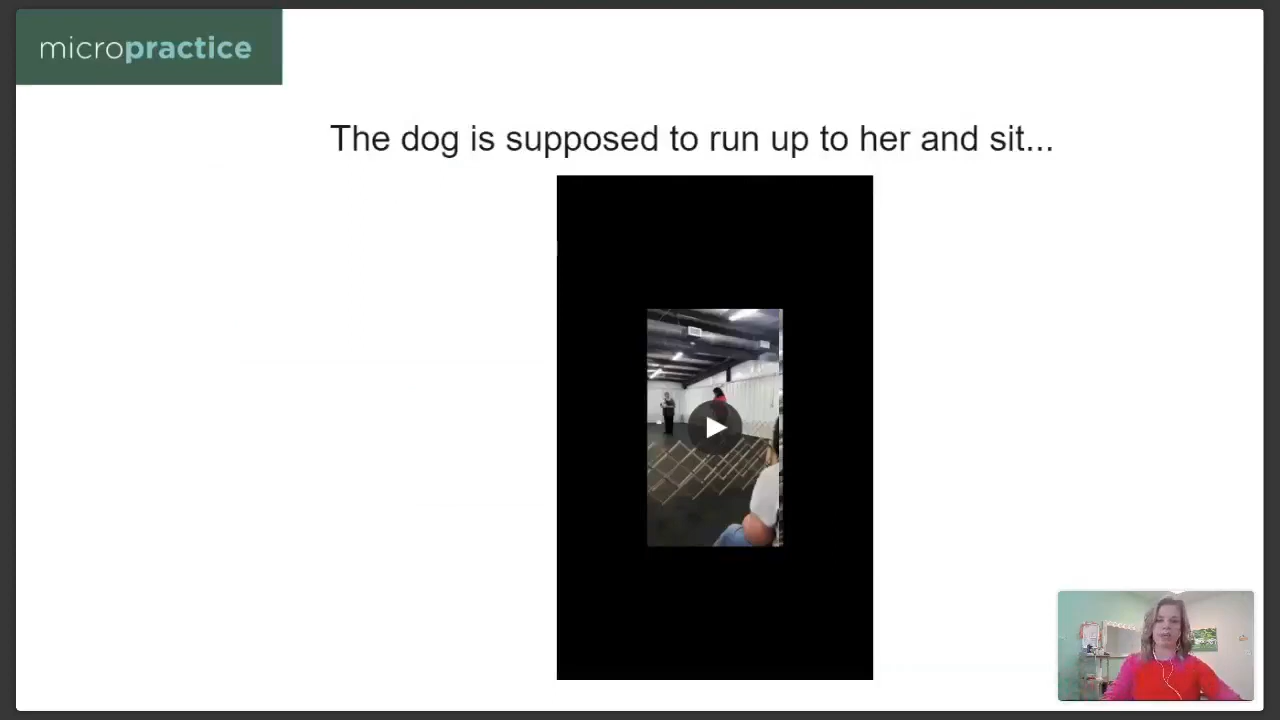 micropractice
The dog is supposed to run up to her and sit...